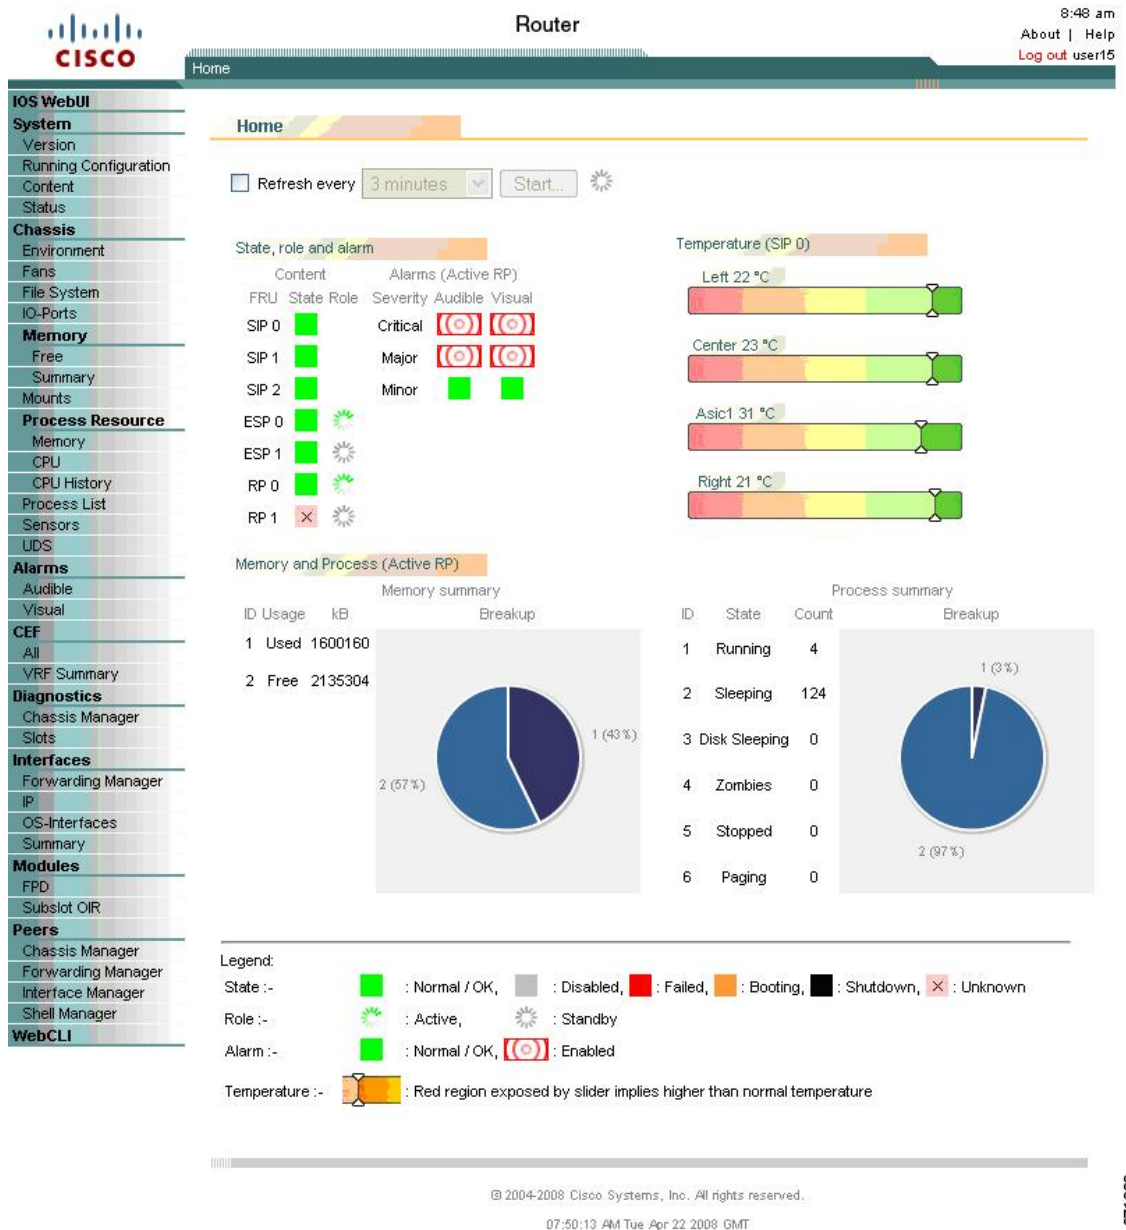 8:48 am
Router
About | Help
CISCO
Log out user15
Home
IOS WebUI
System
Version
Running Configuration
Content
Status
Chassis
Environment
Fans
File System
IO-Ports
Memory
Free
Summary
Mounts
Process Resource
Memory
CPU
CPU History
Process List
Sensors
UDS
Alarms
Audible
Visual
CEF
All
VRF Summary
Diagnostics
Chassis Manager
Slots
Interfaces
Forwarding Manager
IP
OS-Interfaces
Summary
Modules
FPD
Subslot OIR
Peers
Chassis Manager
Forwarding Manager
Interface Manager
Shell Manager
WebCLI
Home
Refresh every 3 minutes Start...
State, role and alarm
Content Alarms (Active RP)
FRU State Role Severity Audible Visual
SIP 0 Critical
SIP 1 Major
SIP 2 Minor
ESP 0
ESP 1
RP 0
RP 1
Temperature (SIP 0)
Left 22 °C
Center 23 °C
Asic1 31 °C
Right 21 °C
Memory and Process (Active RP)
Memory summary
ID Usage kB Breakup
1 Used 1600160
2 Free 2135304
1 (43%)
2 (57%)
Process summary
ID State Count Breakup
1 Running 4
2 Sleeping 124
3 Disk Sleeping 0
4 Zombies 0
5 Stopped 0
6 Paging 0
1 (3%)
2 (97%)
Legend:
State :- : Normal / OK, : Disabled, : Failed, : Booting, : Shutdown, : Unknown
Role :- : Active, : Standby
Alarm :- : Normal / OK, : Enabled
Temperature :- : Red region exposed by slider implies higher than normal temperature
© 2004-2008 Cisco Systems, Inc. All rights reserved.
07:50:13 AM Tue Apr 22 2008 GMT